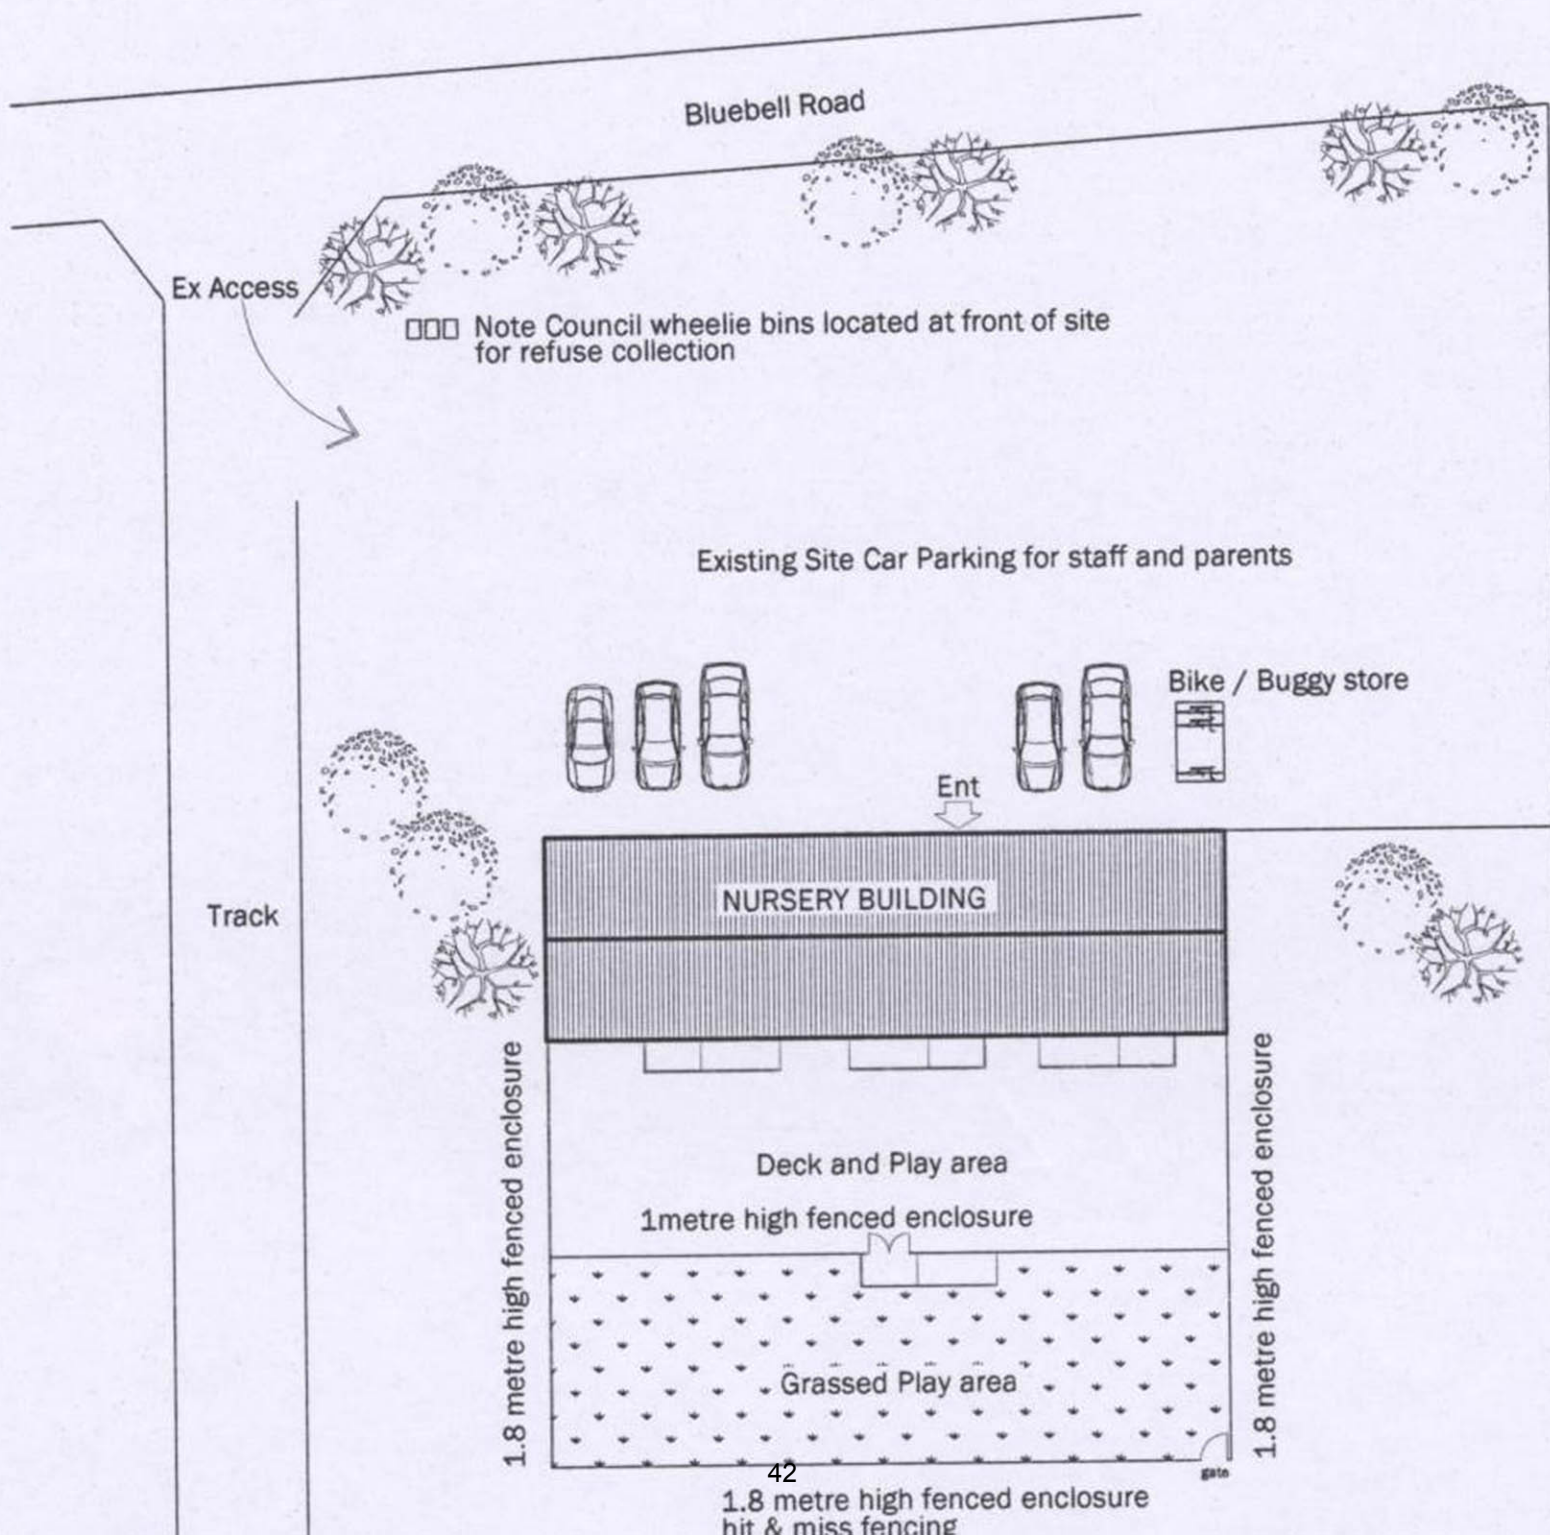 Bluebell Road
Ex Access
Note Council wheelie bins located at front of site
for refuse collection
Existing Site Car Parking for staff and parents
Bike / Buggy store
Ent
NURSERY BUILDING
Track
1.8 metre high fenced enclosure
1.8 metre high fenced enclosure
Deck and Play area
1metre high fenced enclosure
Grassed Play area
42
gate
1.8 metre high fenced enclosure
hit & miss fencing